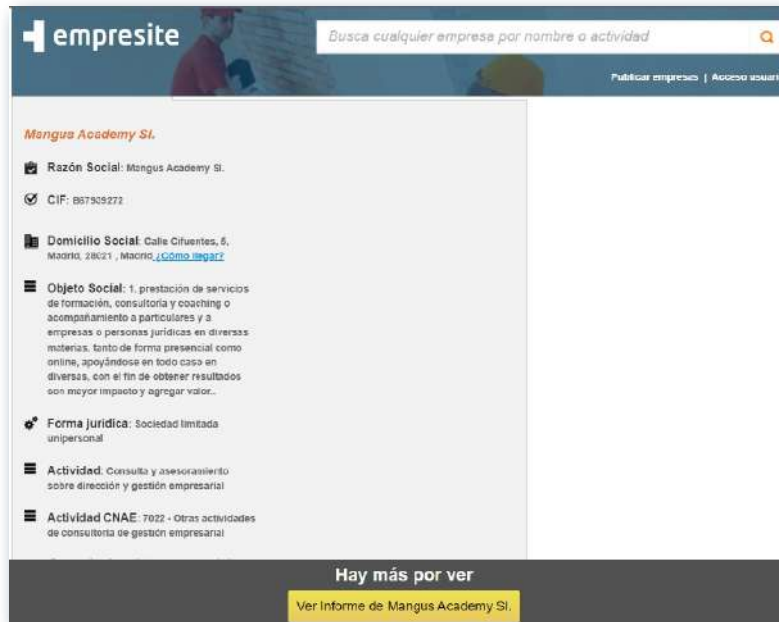 empresite
Busca cualquier empresa por nombre o actividad
Publicar empresas | Acceso usuari
Mangus Academy Sl.
Razón Social: Mangus Academy Sl.
CIF:
Domicilio Social: Calle Cifuentes, 5,
Madrid, 28021 , Madrid ¿Cómo llegar?
Objeto Social: 1. prestación de servicios
de formación, consultoría y coaching o
acompañamiento a particulares y a
empresas o personas jurídicas en diversas
materias, tanto de forma presencial como
online, apoyándose en todo caso en
diversas, con el fin de obtener resultados
con mayor impacto y agregar valor..
Forma jurídica: Sociedad limitada
unipersonal
Actividad: Consulta y asesoramiento
sobre dirección y gestión empresarial
Actividad CNAE: 7022 - Otras actividades
de consultoría de gestión empresarial
Hay más por ver
Ver Informe de Mangus Academy Sl.